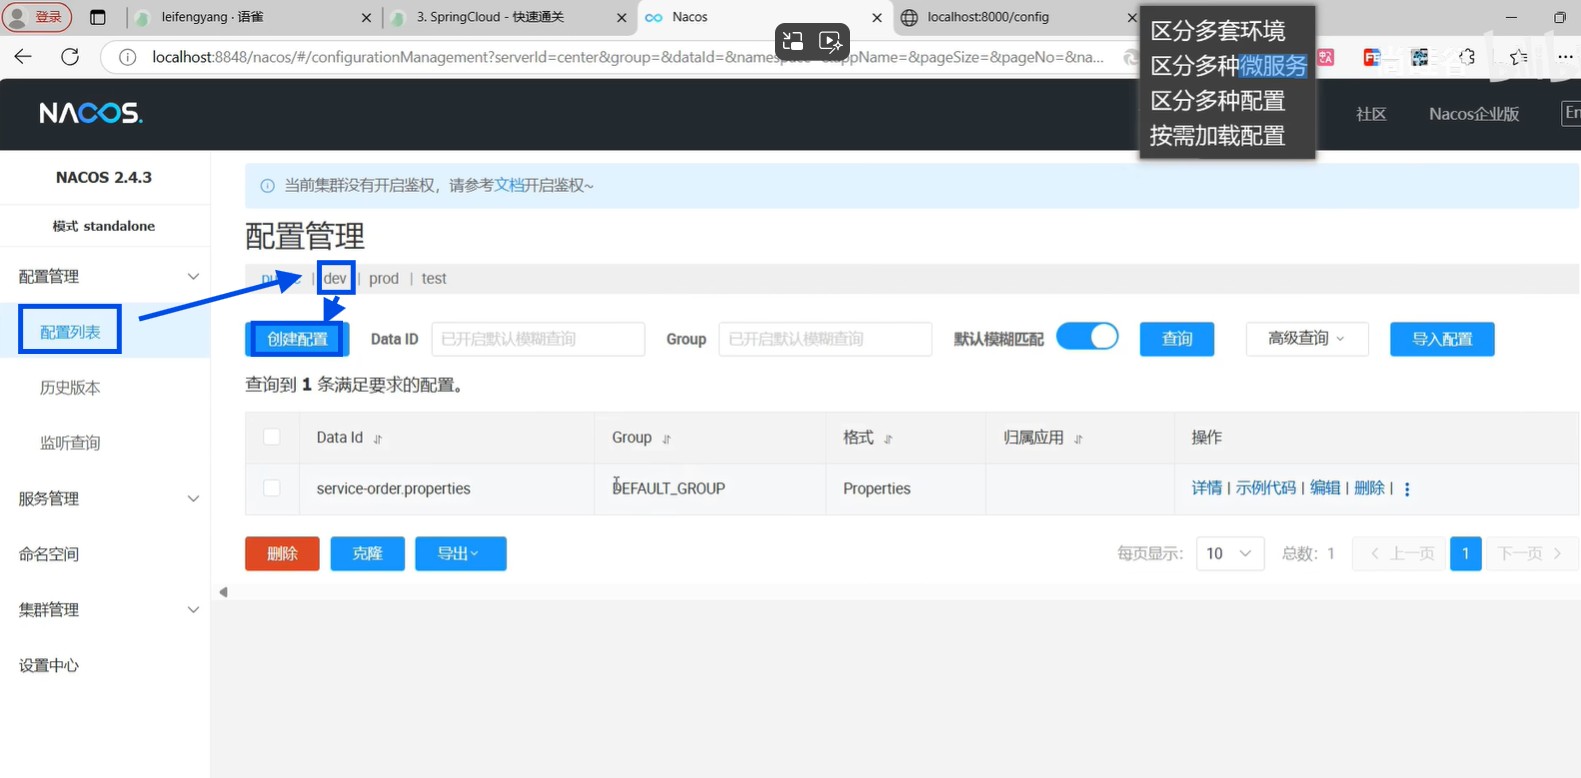 登录
leifengyang · 语雀
3. SpringCloud - 快速通关
Nacos
localhost:8000/config
localhost:8848/nacos/#/configurationManagement?serverId=center&group=&dataId=&namespace=&appName=&pageSize=&pageNo=&na...
区分多套环境
区分多种微服务
区分多种配置
按需加载配置
NACOS.
社区
Nacos企业版
En
NACOS 2.4.3
模式 standalone
配置管理
配置列表
历史版本
监听查询
服务管理
命名空间
集群管理
设置中心
当前集群没有开启鉴权，请参考文档开启鉴权~
配置管理
| dev | prod | test
创建配置 Data ID 已开启默认模糊查询 Group 已开启默认模糊查询 默认模糊匹配 查询 高级查询 导入配置
查询到 1 条满足要求的配置。
Data Id Group 格式 归属应用 操作
service-order.properties DEFAULT_GROUP Properties 详情 | 示例代码 | 编辑 | 删除 |
删除 克隆 导出 每页显示: 10 总数: 1 上一页 1 下一页